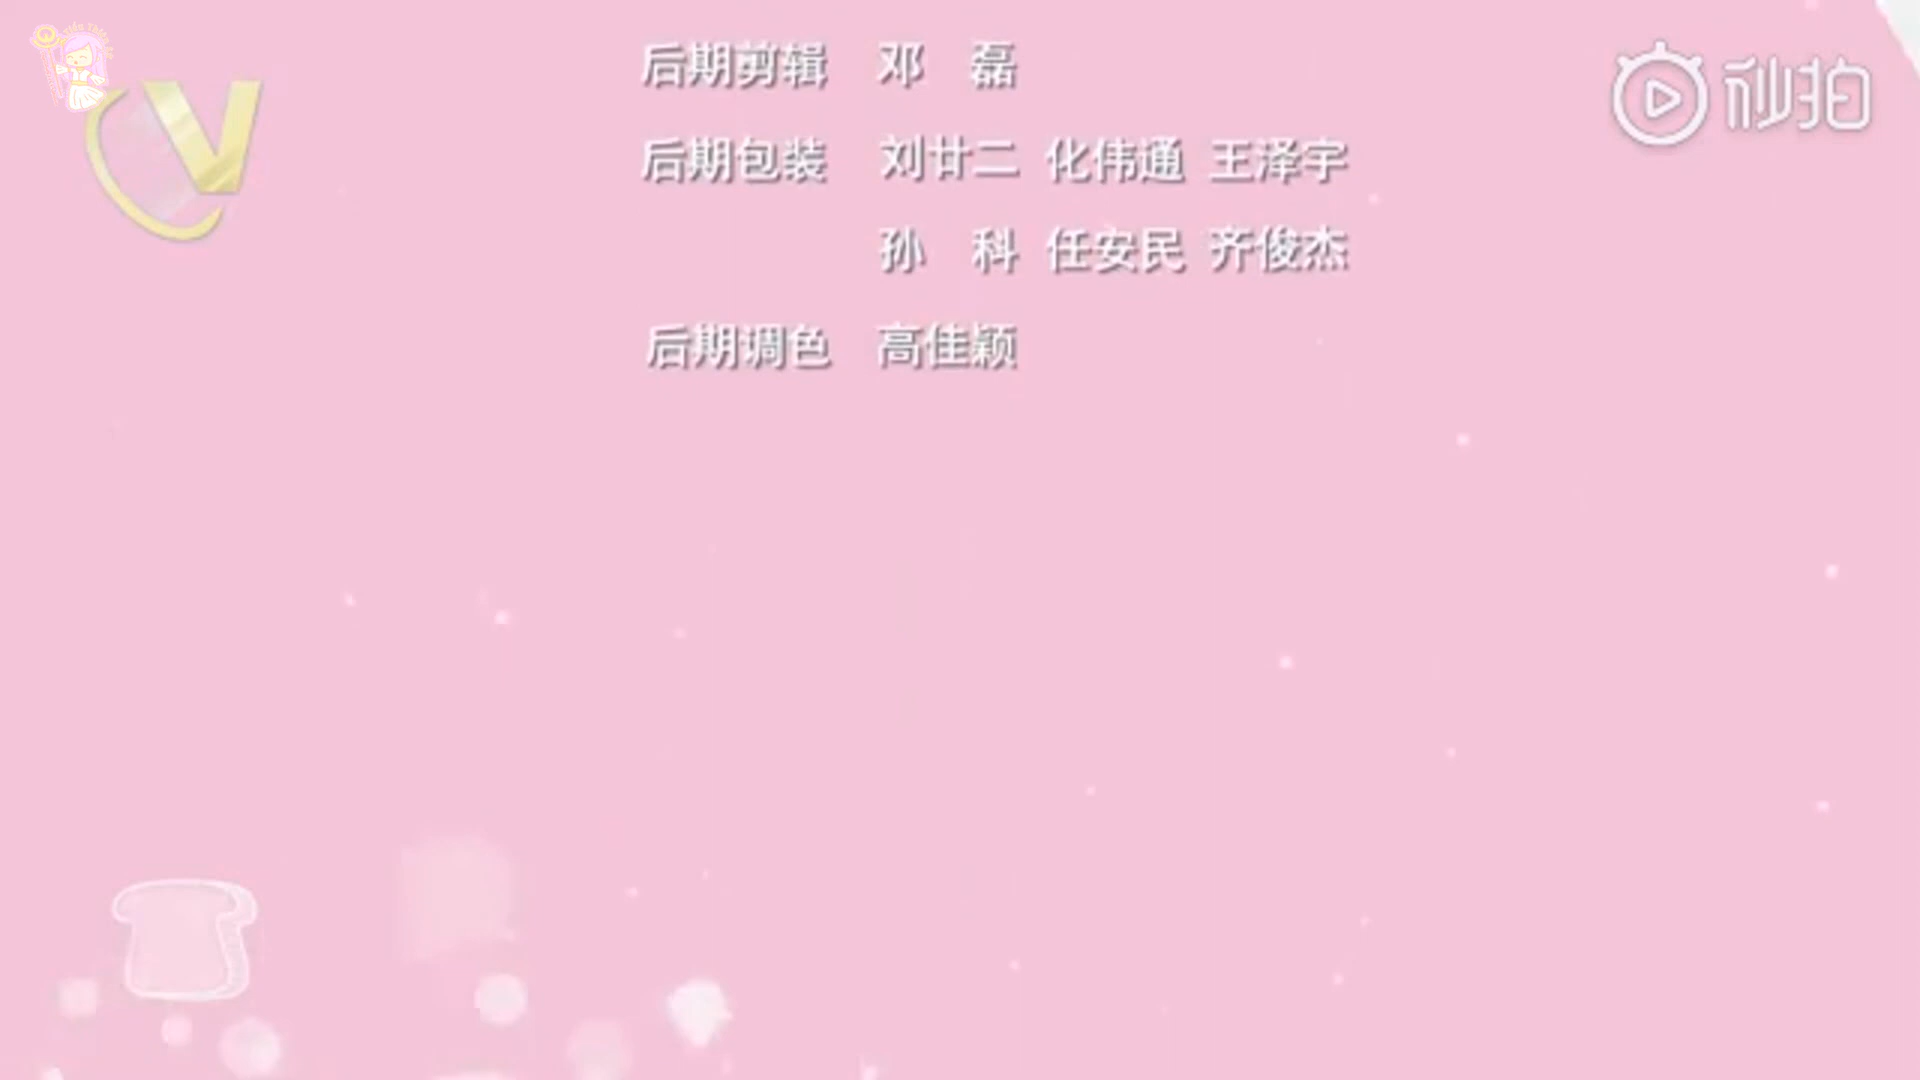 后期剪辑 邓 磊
后期包装 刘廿二 化伟通 王泽宇
孙 科 任安民 齐俊杰
后期调色 高佳颖
秒拍
V